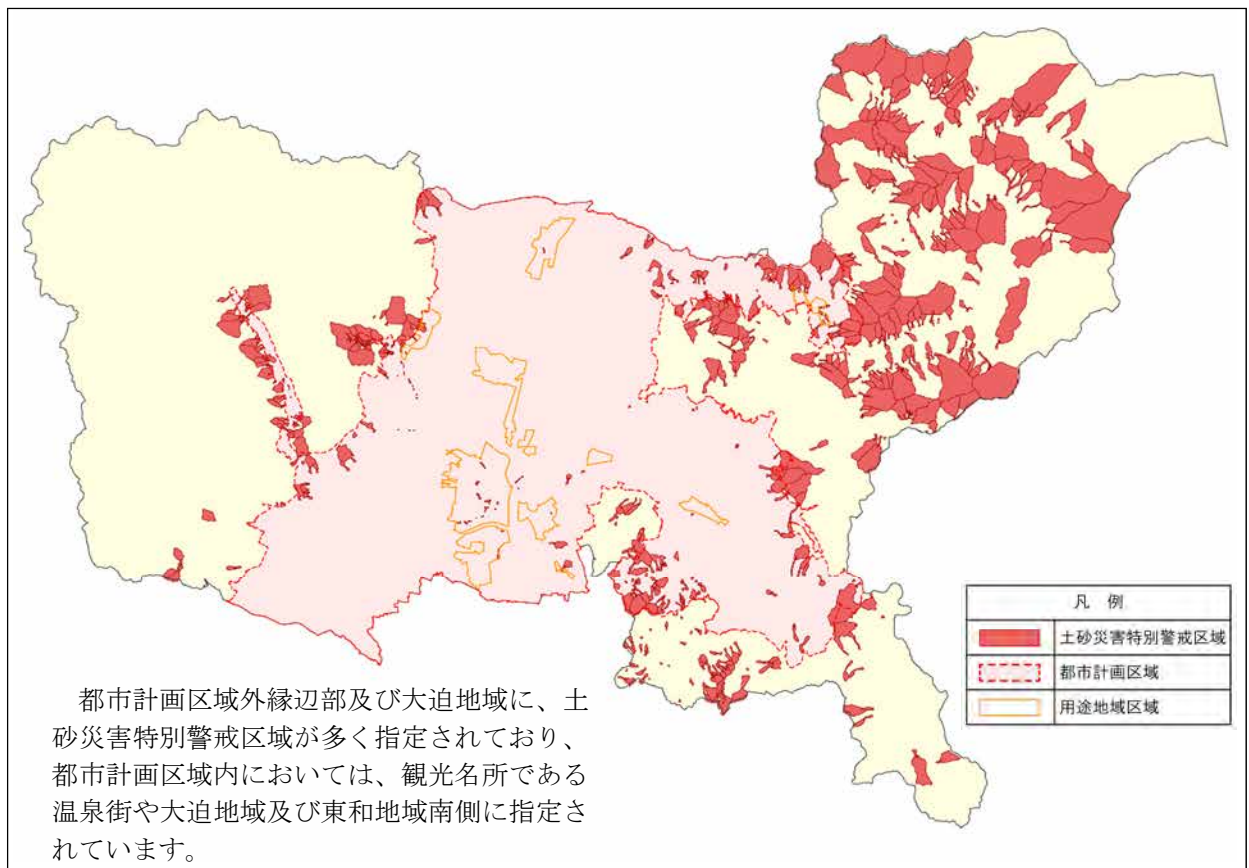 凡 例
土砂災害特別警戒区域
都市計画区域
用途地域区域
都市計画区域外縁辺部及び大迫地域に、土
砂災害特別警戒区域が多く指定されており、
都市計画区域内においては、観光名所である
温泉街や大迫地域及び東和地域南側に指定さ
れています。